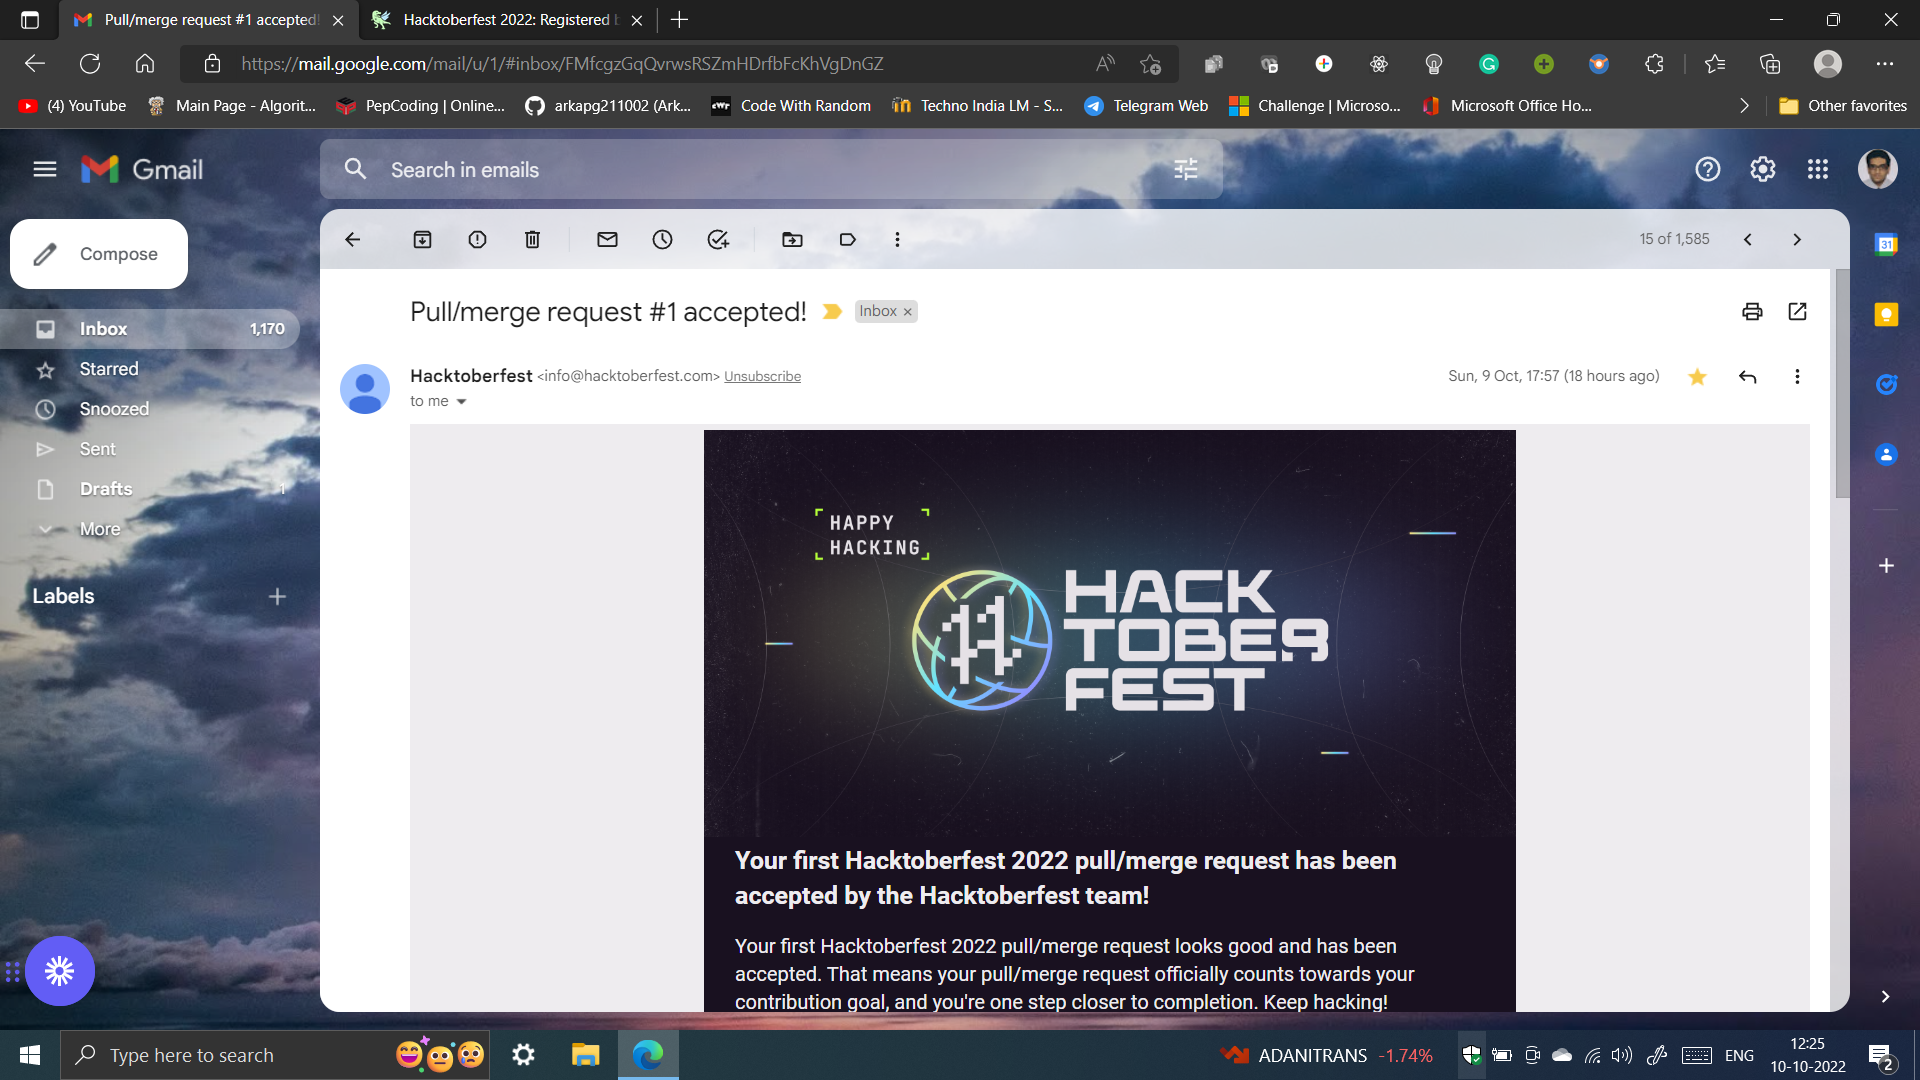 Pull/merge request #1 accepted!
Hacktoberfest 2022: Registered
https://mail.google.com/mail/u/1/#inbox/FMfcgzGqQvrwsRSZmHDrfbFcKhVgDnGZ
(4) YouTube
Main Page - Algorit...
PepCoding | Online...
arkapg211002 (Ark...
Code With Random
Techno India LM - S...
Telegram Web
Challenge | Microso...
Microsoft Office Ho...
Other favorites
Gmail
Search in emails
Compose
15 of 1,585
Inbox 1,170
Starred
Snoozed
Sent
Drafts 1
More
Labels
Pull/merge request #1 accepted!
Inbox ×
Hacktoberfest <info@hacktoberfest.com> Unsubscribe
Sun, 9 Oct, 17:57 (18 hours ago)
to me
HAPPY
HACKING
HACK
TOBER
FEST
Your first Hacktoberfest 2022 pull/merge request has been
accepted by the Hacktoberfest team!
Your first Hacktoberfest 2022 pull/merge request looks good and has been
accepted. That means your pull/merge request officially counts towards your
contribution goal, and you're one step closer to completion. Keep hacking!
Type here to search
ADANITRANS -1.74%
ENG
12:25
10-10-2022
2
31